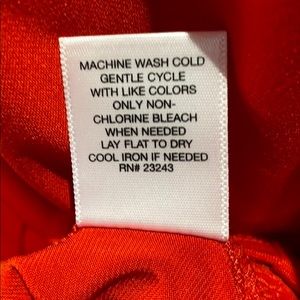 MACHINE WASH COLD
GENTLE CYCLE
WITH LIKE COLORS
ONLY NON-
CHLORINE BLEACH
WHEN NEEDED
LAY FLAT TO DRY
COOL IRON IF NEEDED
RN# 23243